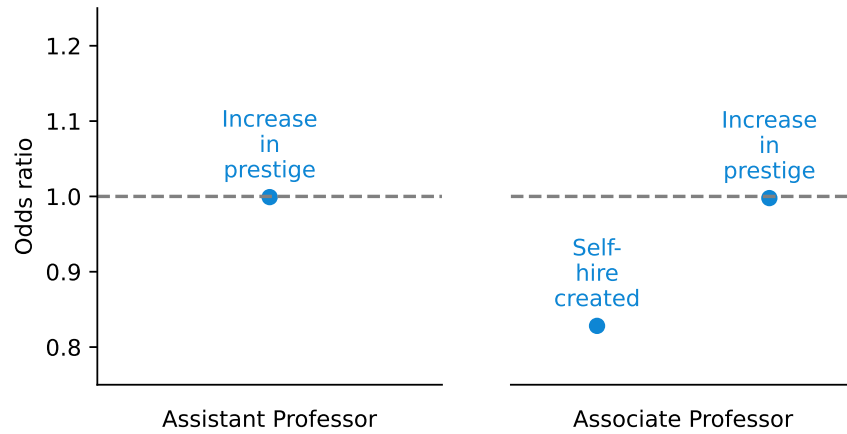 1.2
1.1
1.0
0.9
0.8
Odds ratio
Increase
in
prestige
Assistant Professor
Increase
in
prestige
Self-
hire
created
Associate Professor